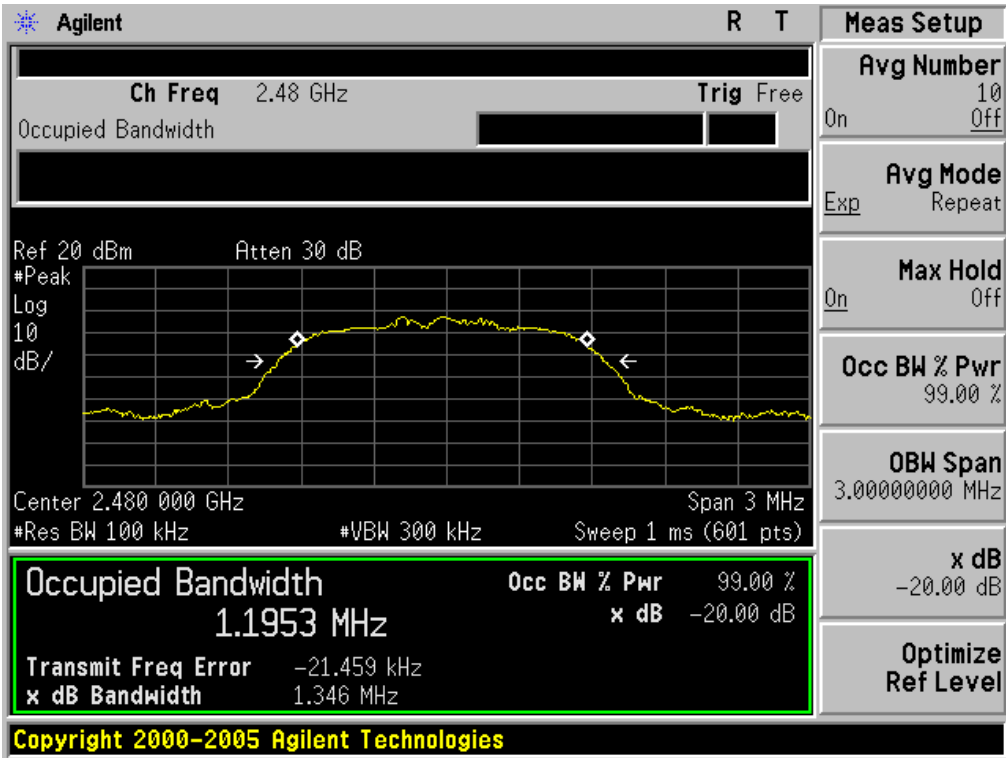 Agilent R T
Ch Freq 2.48 GHz Trig Free
Occupied Bandwidth
Ref 20 dBm Atten 30 dB
#Peak
Log
10
dB/
Center 2.480 000 GHz Span 3 MHz
#Res BW 100 kHz #VBW 300 kHz Sweep 1 ms (601 pts)
Occupied Bandwidth Occ BW % Pwr 99.00 %
1.1953 MHz x dB -20.00 dB
Transmit Freq Error -21.459 kHz
x dB Bandwidth 1.346 MHz
Copyright 2000-2005 Agilent Technologies
Meas Setup
Avg Number
10
On Off
Avg Mode
Exp Repeat
Max Hold
On Off
Occ BW % Pwr
99.00 %
OBW Span
3.00000000 MHz
x dB
-20.00 dB
Optimize
Ref Level